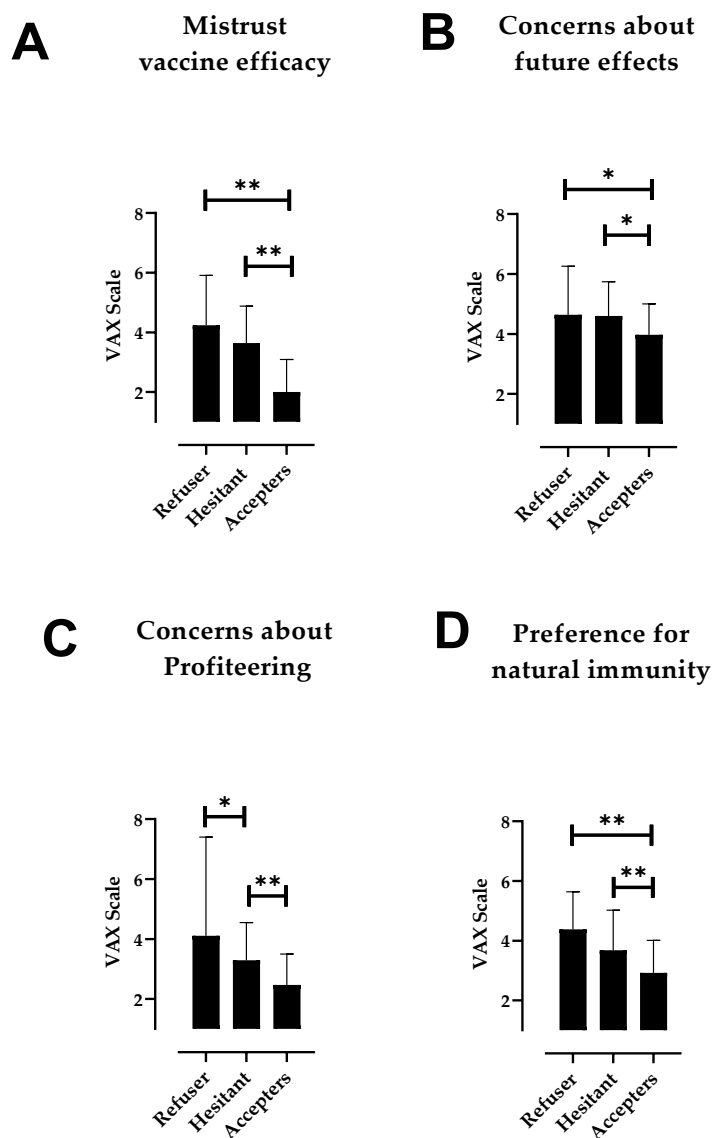 A
Mistrust
vaccine efficacy
**
**
8
6
4
2
VAX Scale
Refuser
Hesitant
Accepters
B
Concerns about
future effects
*
*
8
6
4
2
VAX Scale
Refuser
Hesitant
Accepters
C
Concerns about
Profiteering
*
**
8
6
4
2
VAX Scale
Refuser
Hesitant
Accepters
D
Preference for
natural immunity
**
**
8
6
4
2
VAX Scale
Refuser
Hesitant
Accepters